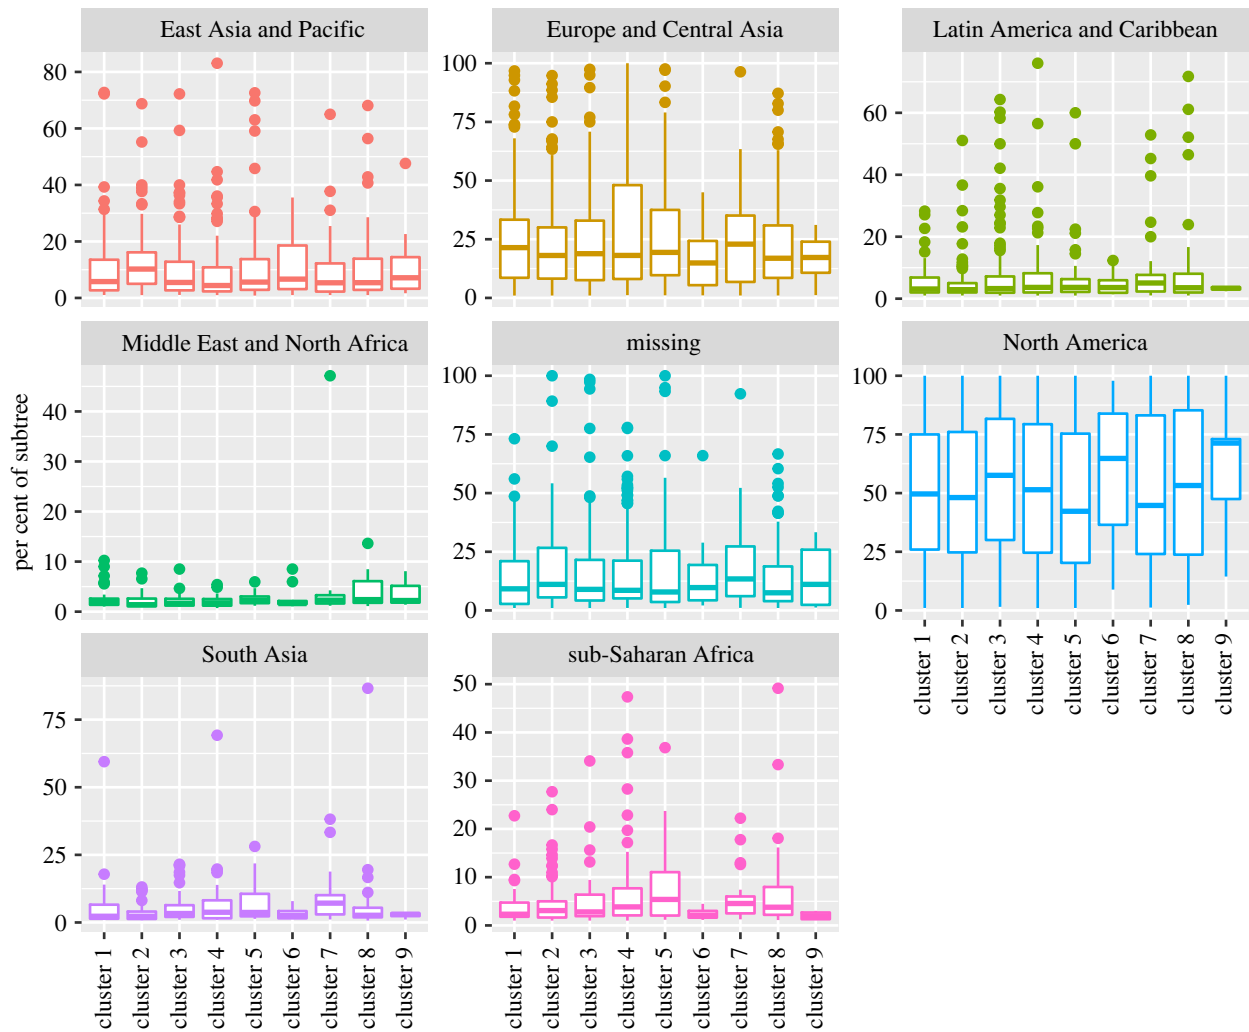 East Asia and Pacific
Europe and Central Asia
Latin America and Caribbean
80
60
40
20
0
100
75
50
25
0
60
40
20
0
Middle East and North Africa
missing
North America
per cent of subtree
40
30
20
10
0
100
75
50
25
0
100
75
50
25
0
cluster 1
cluster 2
cluster 3
cluster 4
cluster 5
cluster 6
cluster 7
cluster 8
cluster 9
South Asia
sub-Saharan Africa
75
50
25
0
50
40
30
20
10
0
cluster 1
cluster 2
cluster 3
cluster 4
cluster 5
cluster 6
cluster 7
cluster 8
cluster 9
cluster 1
cluster 2
cluster 3
cluster 4
cluster 5
cluster 6
cluster 7
cluster 8
cluster 9